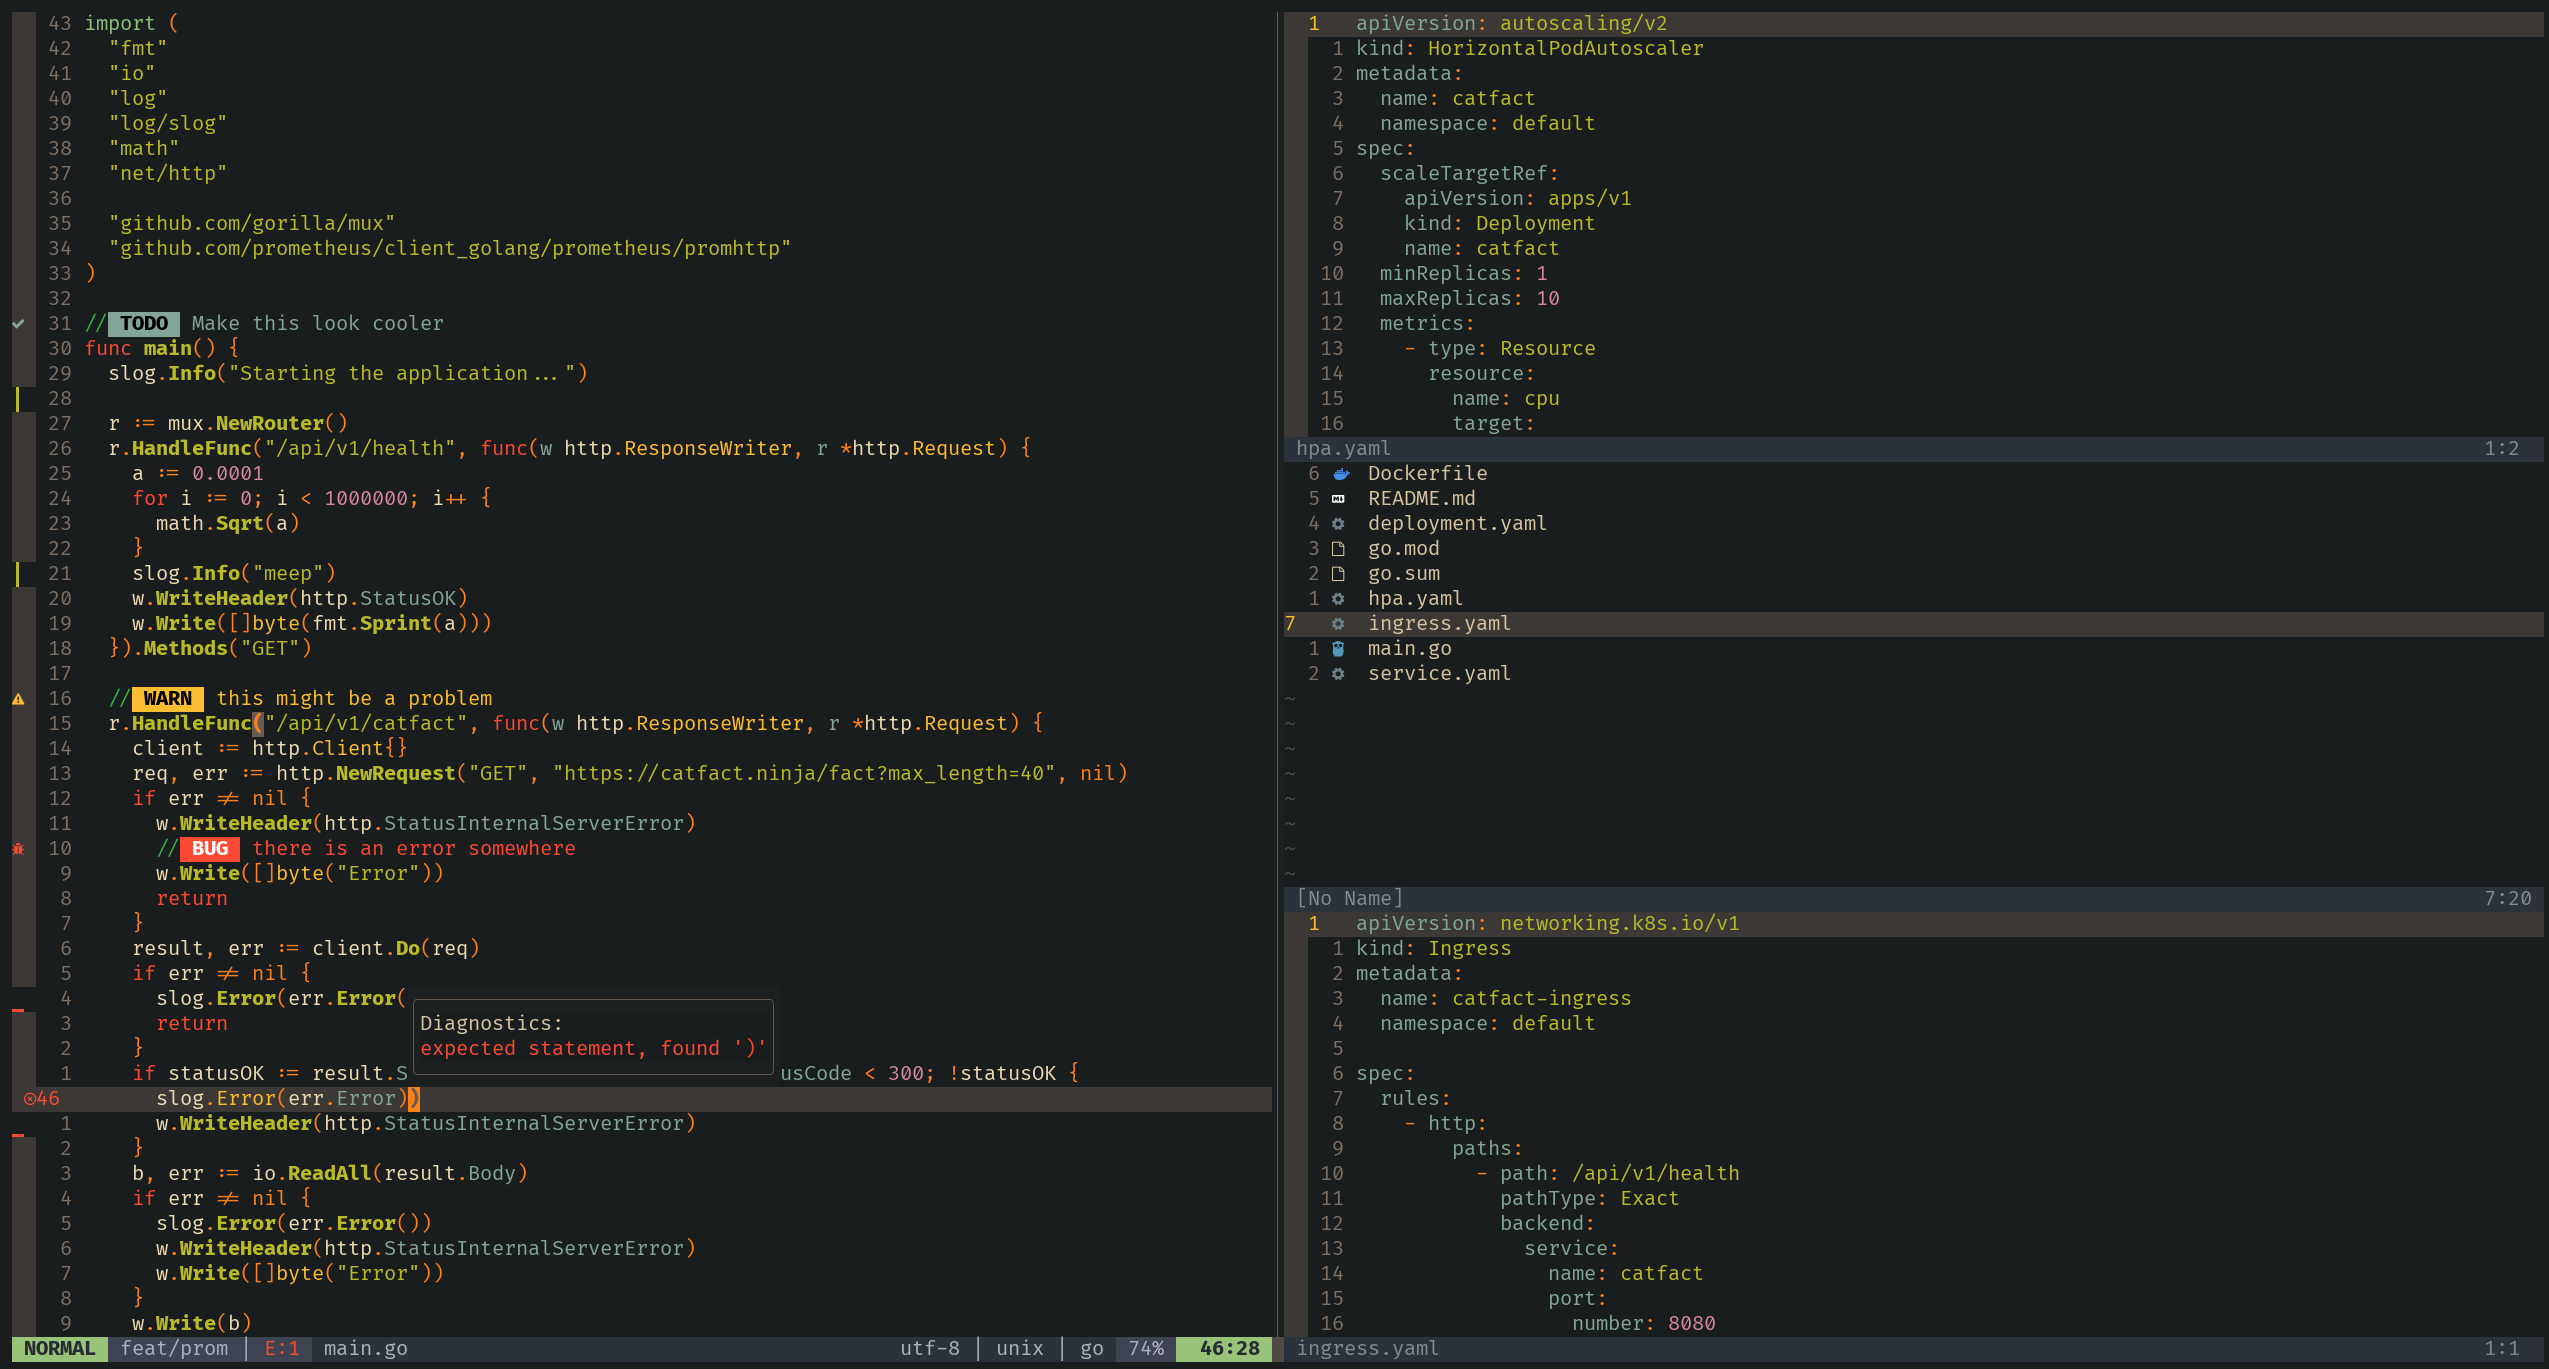 43 import (
42   "fmt"
41   "io"
40   "log"
39   "log/slog"
38   "math"
37   "net/http"
36
35   "github.com/gorilla/mux"
34   "github.com/prometheus/client_golang/prometheus/promhttp"
33 )
32
31 // TODO Make this look cooler
30 func main() {
29   slog.Info("Starting the application...")
28
27   r := mux.NewRouter()
26   r.HandleFunc("/api/v1/health", func(w http.ResponseWriter, r *http.Request) {
25     a := 0.0001
24     for i := 0; i < 1000000; i++ {
23       math.Sqrt(a)
22     }
21     slog.Info("meep")
20     w.WriteHeader(http.StatusOK)
19     w.Write([]byte(fmt.Sprint(a)))
18   }).Methods("GET")
17
16   // WARN this might be a problem
15   r.HandleFunc("/api/v1/catfact", func(w http.ResponseWriter, r *http.Request) {
14     client := http.Client{}
13     req, err := http.NewRequest("GET", "https://catfact.ninja/fact?max_length=40", nil)
12     if err != nil {
11       w.WriteHeader(http.StatusInternalServerError)
10       // BUG there is an error somewhere
9       w.Write([]byte("Error"))
8       return
7     }
6     result, err := client.Do(req)
5     if err != nil {
4       slog.Error(err.Error(
3       return
2     }
Diagnostics:
expected statement, found ')'
1     if statusOK := result.S usCode < 300; !statusOK {
46       slog.Error(err.Error))
1       w.WriteHeader(http.StatusInternalServerError)
2     }
3     b, err := io.ReadAll(result.Body)
4     if err != nil {
5       slog.Error(err.Error())
6       w.WriteHeader(http.StatusInternalServerError)
7       w.Write([]byte("Error"))
8     }
9     w.Write(b)
NORMAL feat/prom | E:1 main.go utf-8 | unix | go 74% 46:28
1 apiVersion: autoscaling/v2
1 kind: HorizontalPodAutoscaler
2 metadata:
3   name: catfact
4   namespace: default
5 spec:
6   scaleTargetRef:
7     apiVersion: apps/v1
8     kind: Deployment
9     name: catfact
10   minReplicas: 1
11   maxReplicas: 10
12   metrics:
13     - type: Resource
14       resource:
15         name: cpu
16         target:
hpa.yaml 1:2
6 Dockerfile
5 README.md
4 deployment.yaml
3 go.mod
2 go.sum
1 hpa.yaml
7 ingress.yaml
1 main.go
2 service.yaml
~
~
~
~
~
~
~
~
[No Name] 7:20
1 apiVersion: networking.k8s.io/v1
1 kind: Ingress
2 metadata:
3   name: catfact-ingress
4   namespace: default
5
6 spec:
7   rules:
8     - http:
9         paths:
10           - path: /api/v1/health
11             pathType: Exact
12             backend:
13               service:
14                 name: catfact
15                 port:
16                   number: 8080
ingress.yaml 1:1